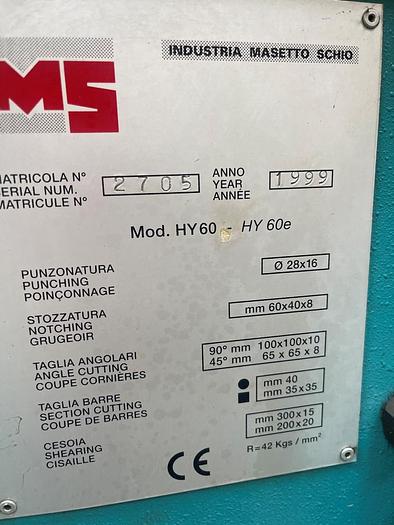 IMS
INDUSTRIA MASETTO SCHIO
MATRICOLA N° 2705 ANNO 1999
SERIAL NUM. YEAR
MATRICULE N° ANNÉE
Mod. HY60 - HY 60e
PUNZONATURA Ø 28x16
PUNCHING
POINÇONNAGE
STOZZATURA mm 60x40x8
NOTCHING
GRUGEOIR
TAGLIA ANGOLARI 90° mm 100x100x10
ANGLE CUTTING 45° mm 65 x 65 x 8
COUPE CORNIÈRES
TAGLIA BARRE mm 40
SECTION CUTTING mm 35x35
COUPE DE BARRES
CESOIA mm 300x15
SHEARING mm 200x20
CISAILLE R=42 Kgs / mm²
CE